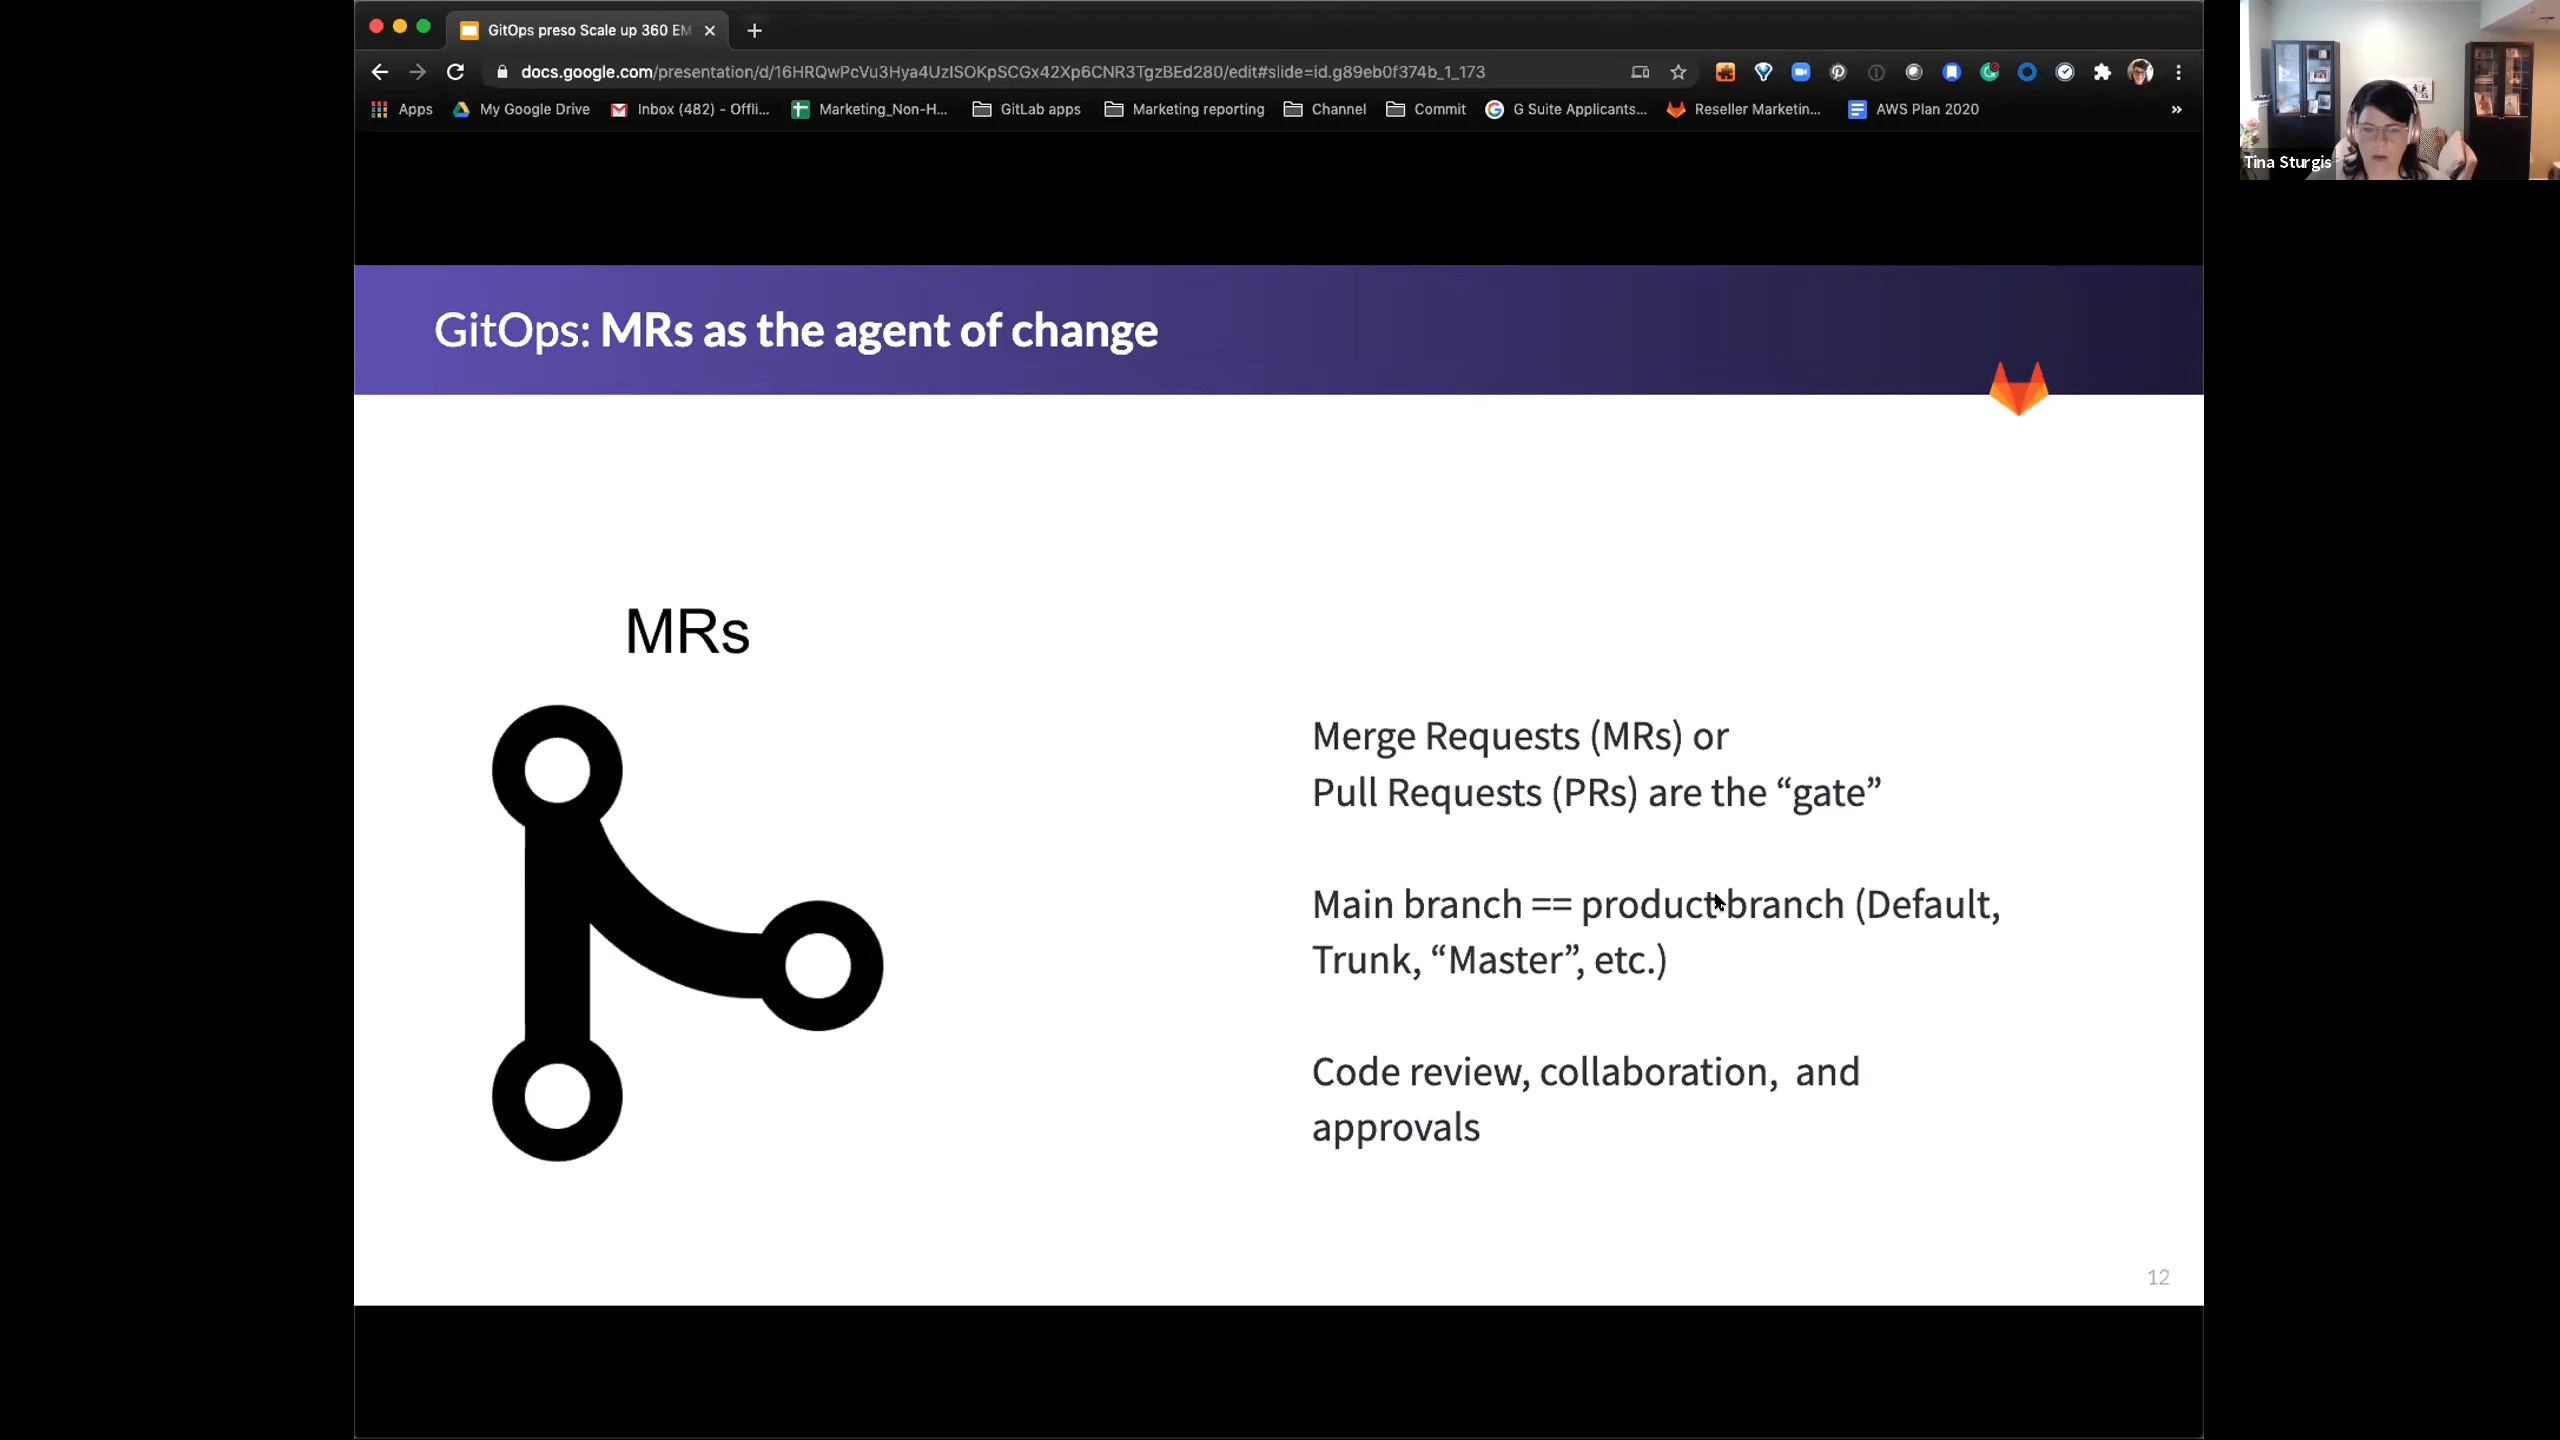 GitOps preso Scale up 360 EM
docs.google.com/presentation/d/16HRQwPcVu3Hya4UzISOKpSCGx42Xp6CNR3TgzBEd280/edit#slide=id.g89eb0f374b_1_173
Apps My Google Drive Inbox (482) - Offli... Marketing_Non-H... GitLab apps Marketing reporting Channel Commit G Suite Applicants... Reseller Marketin... AWS Plan 2020 »
Tina Sturgis
GitOps: MRs as the agent of change
MRs
Merge Requests (MRs) or
Pull Requests (PRs) are the “gate”
Main branch == product branch (Default,
Trunk, “Master”, etc.)
Code review, collaboration, and
approvals
12